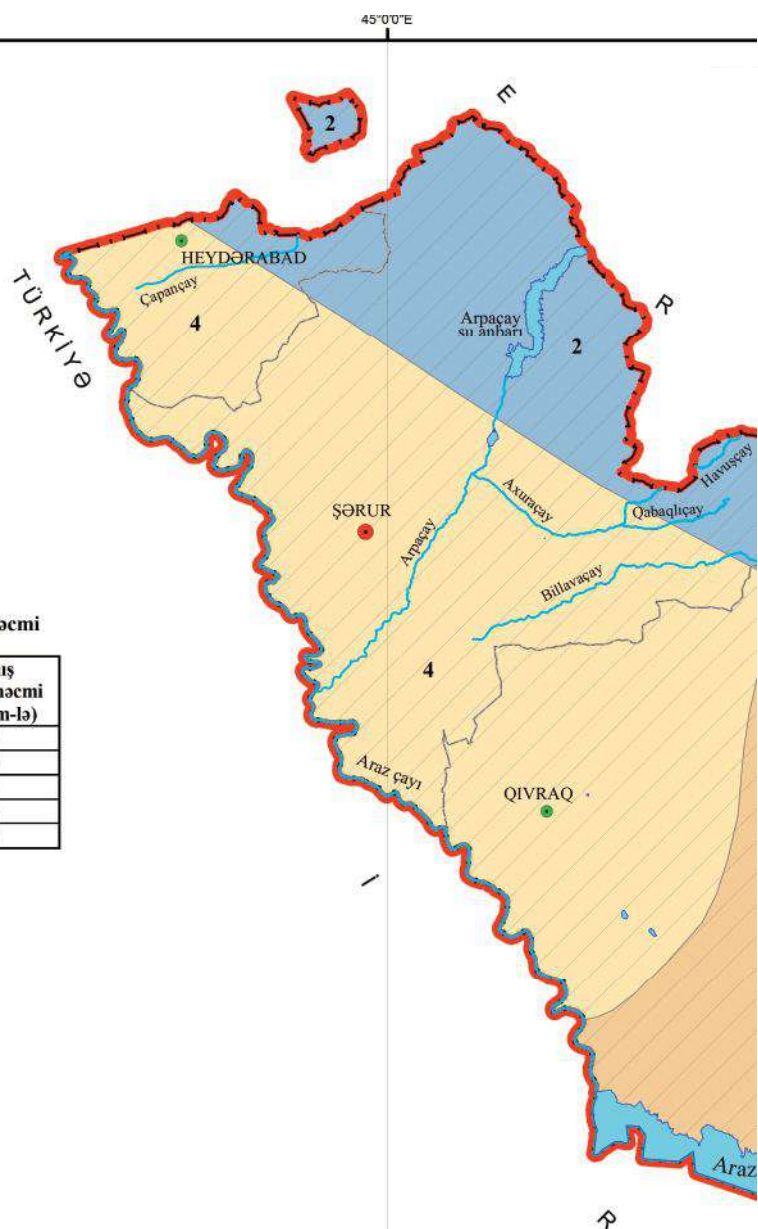 45°0'0"E
E
2
HEYDƏRABAD
TÜRKİYƏ
Çapançay
4
R
Arpaçay
su anbarı
2
Havuşçay
Qabaqlıçay
Axuraçay
ŞƏRUR
Arpaçay
Billavaçay
4
Araz çayı
QIVRAQ
İ
Araz
R